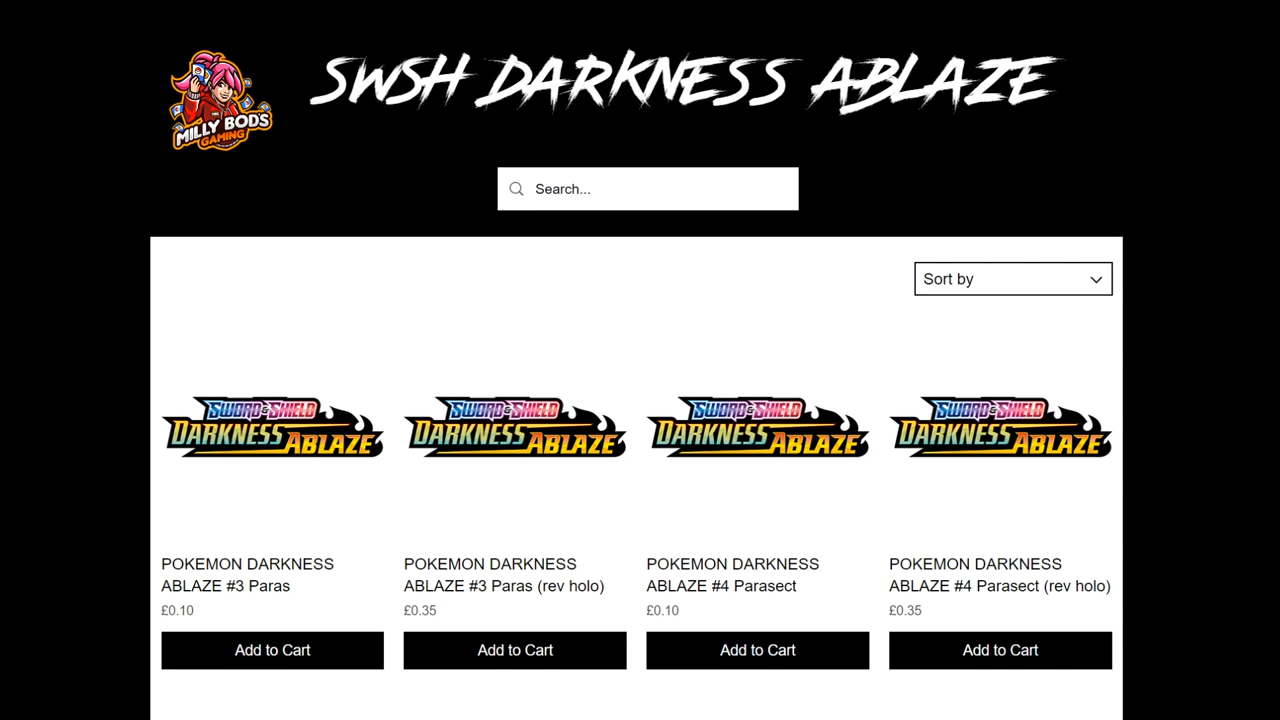 MILLY BOD'S
GAMING
SWSH DARKNESS ABLAZE
Search...
Sort by
SWORD & SHIELD
DARKNESS ABLAZE
SWORD & SHIELD
DARKNESS ABLAZE
SWORD & SHIELD
DARKNESS ABLAZE
SWORD & SHIELD
DARKNESS ABLAZE
POKEMON DARKNESS
ABLAZE #3 Paras
£0.10
Add to Cart
POKEMON DARKNESS
ABLAZE #3 Paras (rev holo)
£0.35
Add to Cart
POKEMON DARKNESS
ABLAZE #4 Parasect
£0.10
Add to Cart
POKEMON DARKNESS
ABLAZE #4 Parasect (rev holo)
£0.35
Add to Cart